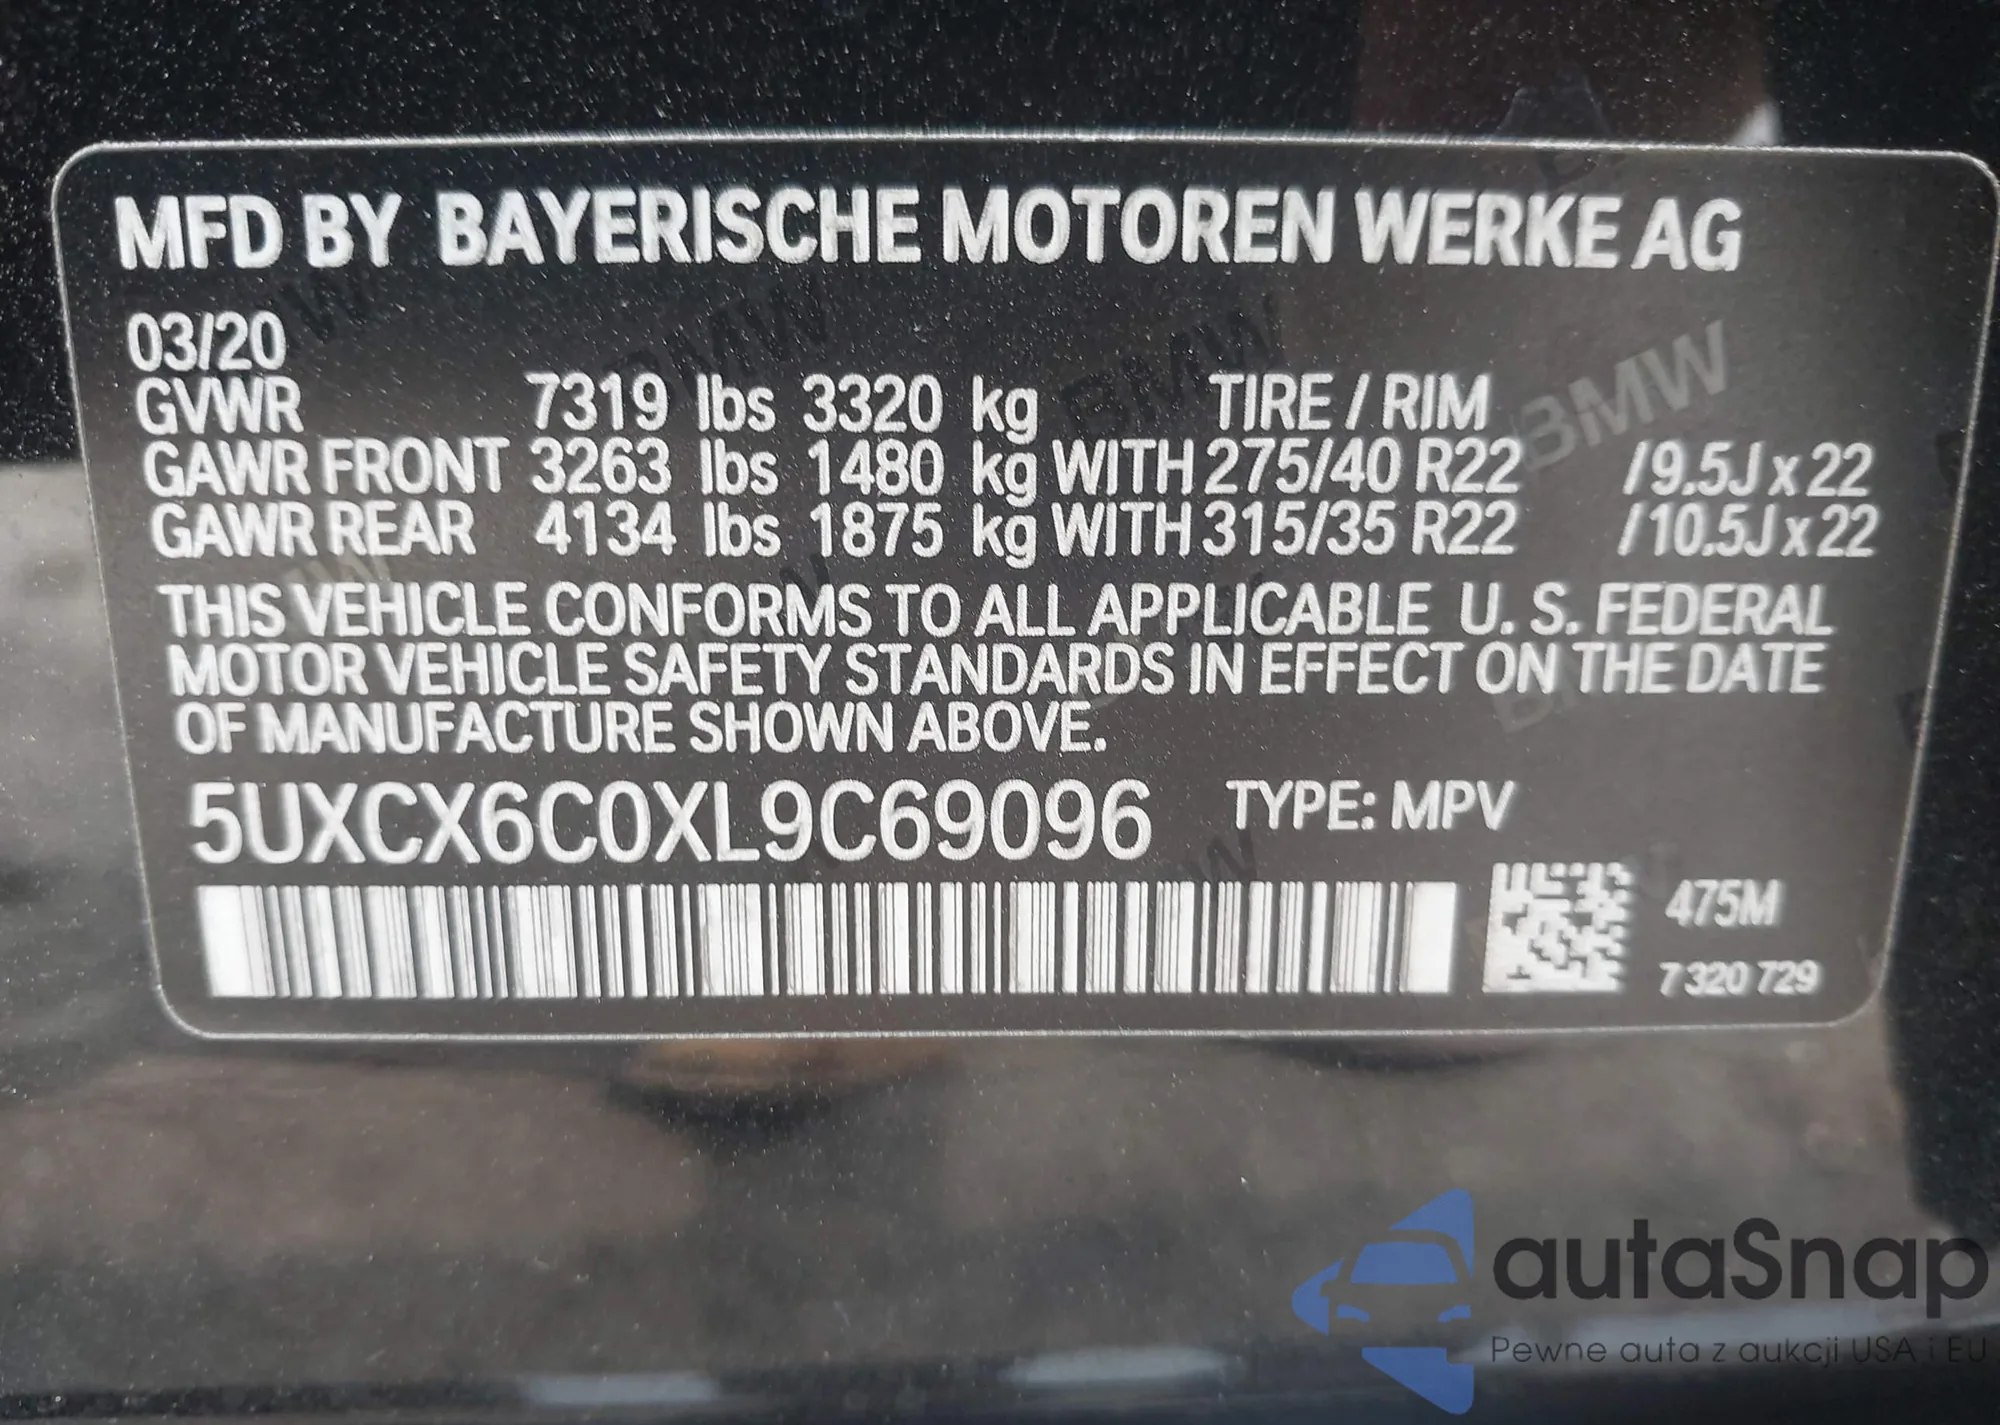 MFD BY BAYERISCHE MOTOREN WERKE AG
03/20
GVWR 7319 lbs 3320 kg TIRE / RIM
GAWR FRONT 3263 lbs 1480 kg WITH 275/40 R22 /9.5J x 22
GAWR REAR 4134 lbs 1875 kg WITH 315/35 R22 /10.5J x 22
THIS VEHICLE CONFORMS TO ALL APPLICABLE U. S. FEDERAL
MOTOR VEHICLE SAFETY STANDARDS IN EFFECT ON THE DATE
OF MANUFACTURE SHOWN ABOVE.
5UXCX6C0XL9C69096 TYPE: MPV
475M
7 320 729
autaSnap
Pewne auta z aukcji USA i EU